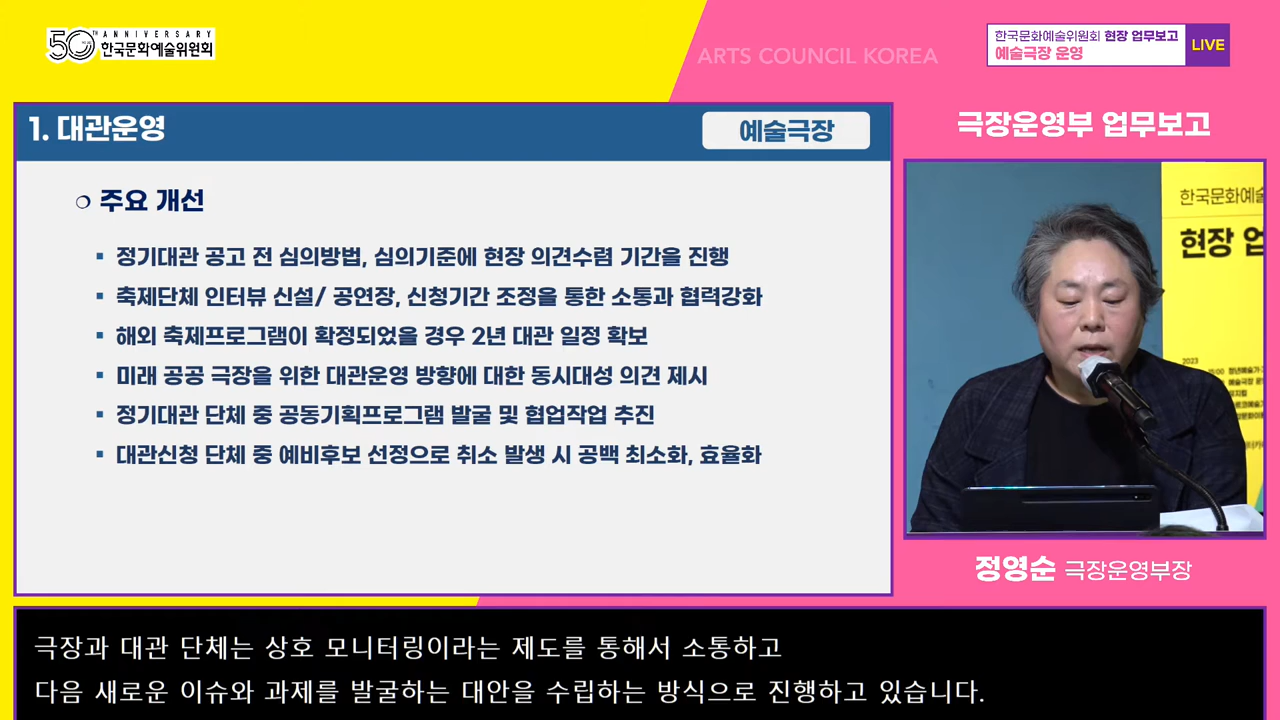 50TH ANNIVERSARY
한국문화예술위원회
ARTS COUNCIL KOREA
한국문화예술위원회 현장 업무보고
예술극장 운영
LIVE
1. 대관운영
예술극장
주요 개선
정기대관 공고 전 심의방법, 심의기준에 현장 의견수렴 기간을 진행
축제단체 인터뷰 신설/ 공연장, 신청기간 조정을 통한 소통과 협력강화
해외 축제프로그램이 확정되었을 경우 2년 대관 일정 확보
미래 공공 극장을 위한 대관운영 방향에 대한 동시대성 의견 제시
정기대관 단체 중 공동기획프로그램 발굴 및 협업작업 추진
대관신청 단체 중 예비후보 선정으로 취소 발생 시 공백 최소화, 효율화
극장운영부 업무보고
한국문화예술
현장 업
2023
정영순 극장운영부장
극장과 대관 단체는 상호 모니터링이라는 제도를 통해서 소통하고
다음 새로운 이슈와 과제를 발굴하는 대안을 수립하는 방식으로 진행하고 있습니다.